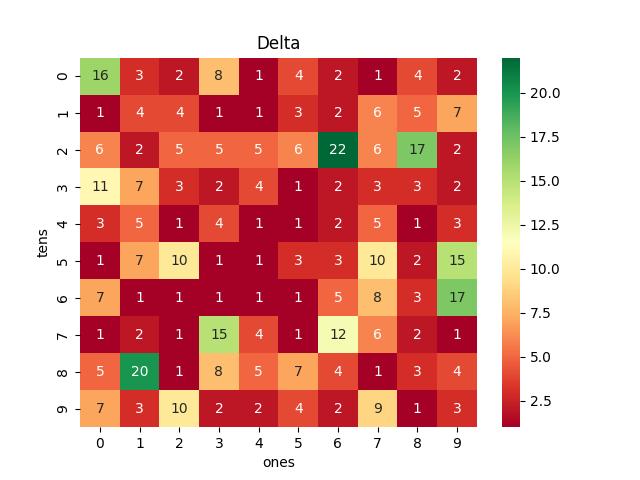 Delta
0 16 3 2 8 1 4 2 1 4 2
1 1 4 4 1 1 3 2 6 5 7
2 6 2 5 5 5 6 22 6 17 2
3 11 7 3 2 4 1 2 3 3 2
4 3 5 1 4 1 1 2 5 1 3
5 1 7 10 1 1 3 3 10 2 15
6 7 1 1 1 1 1 5 8 3 17
7 1 2 1 15 4 1 12 6 2 1
8 5 20 1 8 5 7 4 1 3 4
9 7 3 10 2 2 4 2 9 1 3
0 1 2 3 4 5 6 7 8 9
ones
tens
20.0
17.5
15.0
12.5
10.0
7.5
5.0
2.5